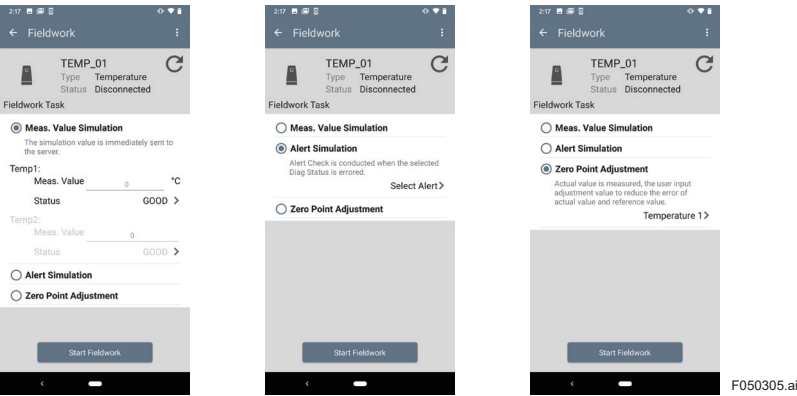 2:17
Fieldwork
TEMP_01
Type Temperature
Status Disconnected
Fieldwork Task
Meas. Value Simulation
The simulation value is immediately sent to
the server.
Temp1:
Meas. Value 0 °C
Status GOOD >
Temp2:
Meas. Value 0
Status GOOD >
Alert Simulation
Zero Point Adjustment
Start Fieldwork
2:17
Fieldwork
TEMP_01
Type Temperature
Status Disconnected
Fieldwork Task
Meas. Value Simulation
Alert Simulation
Alert Check is conducted when the selected
Diag Status is errored.
Select Alert >
Zero Point Adjustment
Start Fieldwork
2:17
Fieldwork
TEMP_01
Type Temperature
Status Disconnected
Fieldwork Task
Meas. Value Simulation
Alert Simulation
Zero Point Adjustment
Actual value is measured, the user input
adjustment value to reduce the error of
actual value and reference value.
Temperature 1 >
Start Fieldwork
F050305.ai